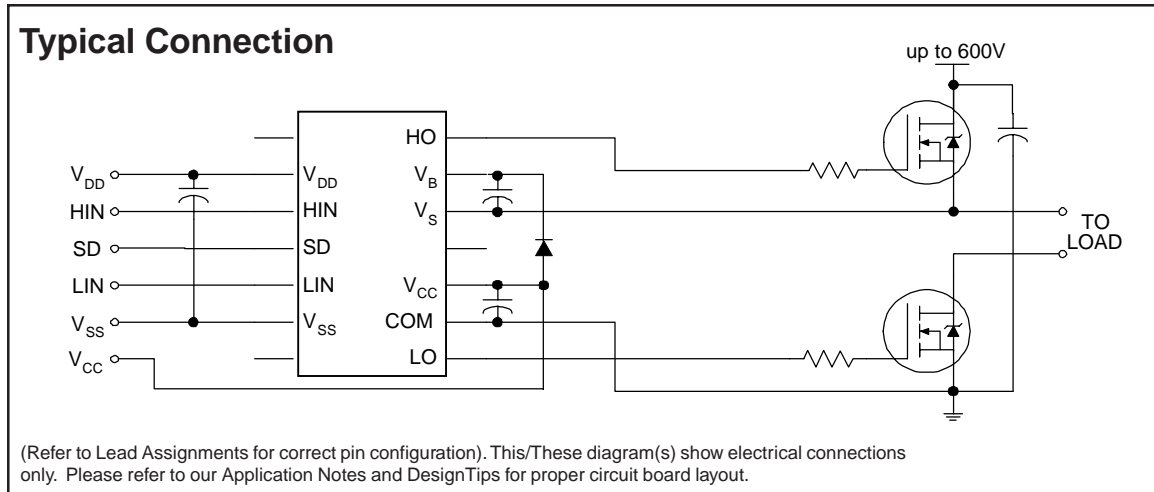 Typical Connection
up to 600V
HO
VDD
VDD
VB
HIN
HIN
VS
TO
LOAD
SD
SD
LIN
LIN
VCC
VSS
VSS
COM
VCC
LO
(Refer to Lead Assignments for correct pin configuration). This/These diagram(s) show electrical connections
only. Please refer to our Application Notes and DesignTips for proper circuit board layout.